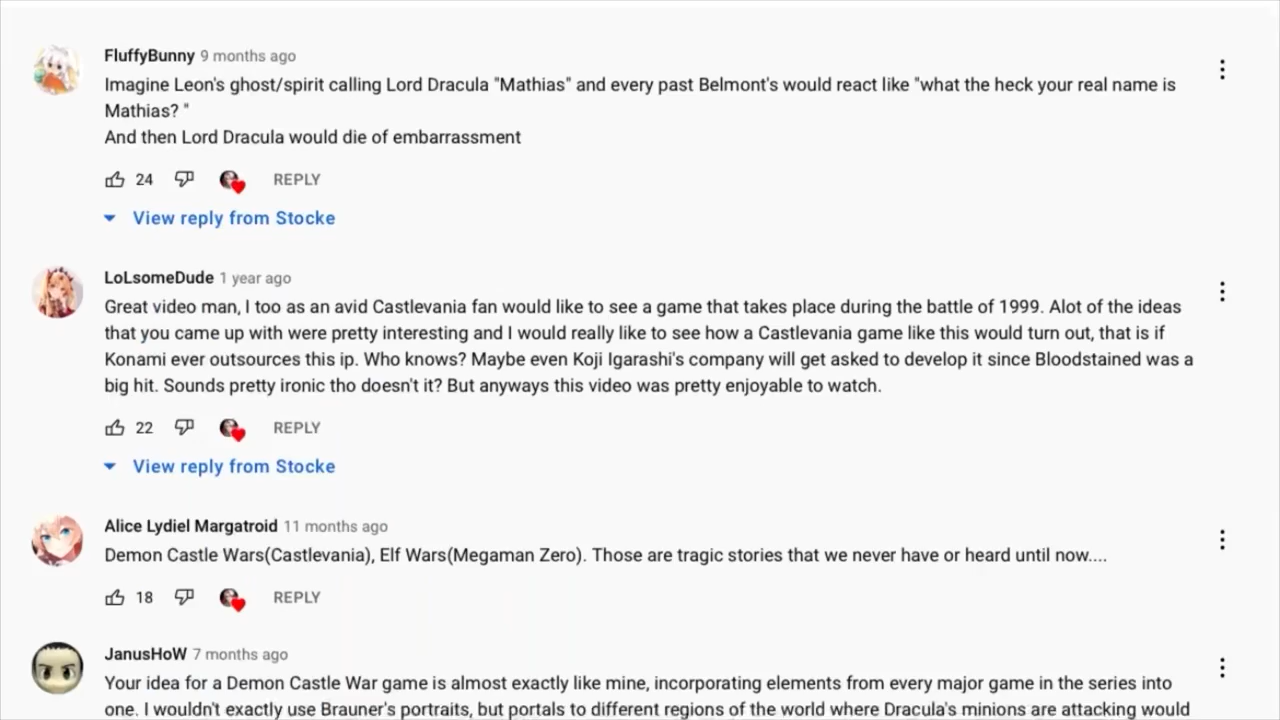 FluffyBunny 9 months ago
Imagine Leon's ghost/spirit calling Lord Dracula "Mathias" and every past Belmont's would react like "what the heck your real name is
Mathias? "
And then Lord Dracula would die of embarrassment
24 REPLY
View reply from Stocke
LoLsomeDude 1 year ago
Great video man, I too as an avid Castlevania fan would like to see a game that takes place during the battle of 1999. Alot of the ideas
that you came up with were pretty interesting and I would really like to see how a Castlevania game like this would turn out, that is if
Konami ever outsources this ip. Who knows? Maybe even Koji Igarashi's company will get asked to develop it since Bloodstained was a
big hit. Sounds pretty ironic tho doesn't it? But anyways this video was pretty enjoyable to watch.
22 REPLY
View reply from Stocke
Alice Lydiel Margatroid 11 months ago
Demon Castle Wars(Castlevania), Elf Wars(Megaman Zero). Those are tragic stories that we never have or heard until now....
18 REPLY
JanusHoW 7 months ago
Your idea for a Demon Castle War game is almost exactly like mine, incorporating elements from every major game in the series into
one. I wouldn't exactly use Brauner's portraits, but portals to different regions of the world where Dracula's minions are attacking would